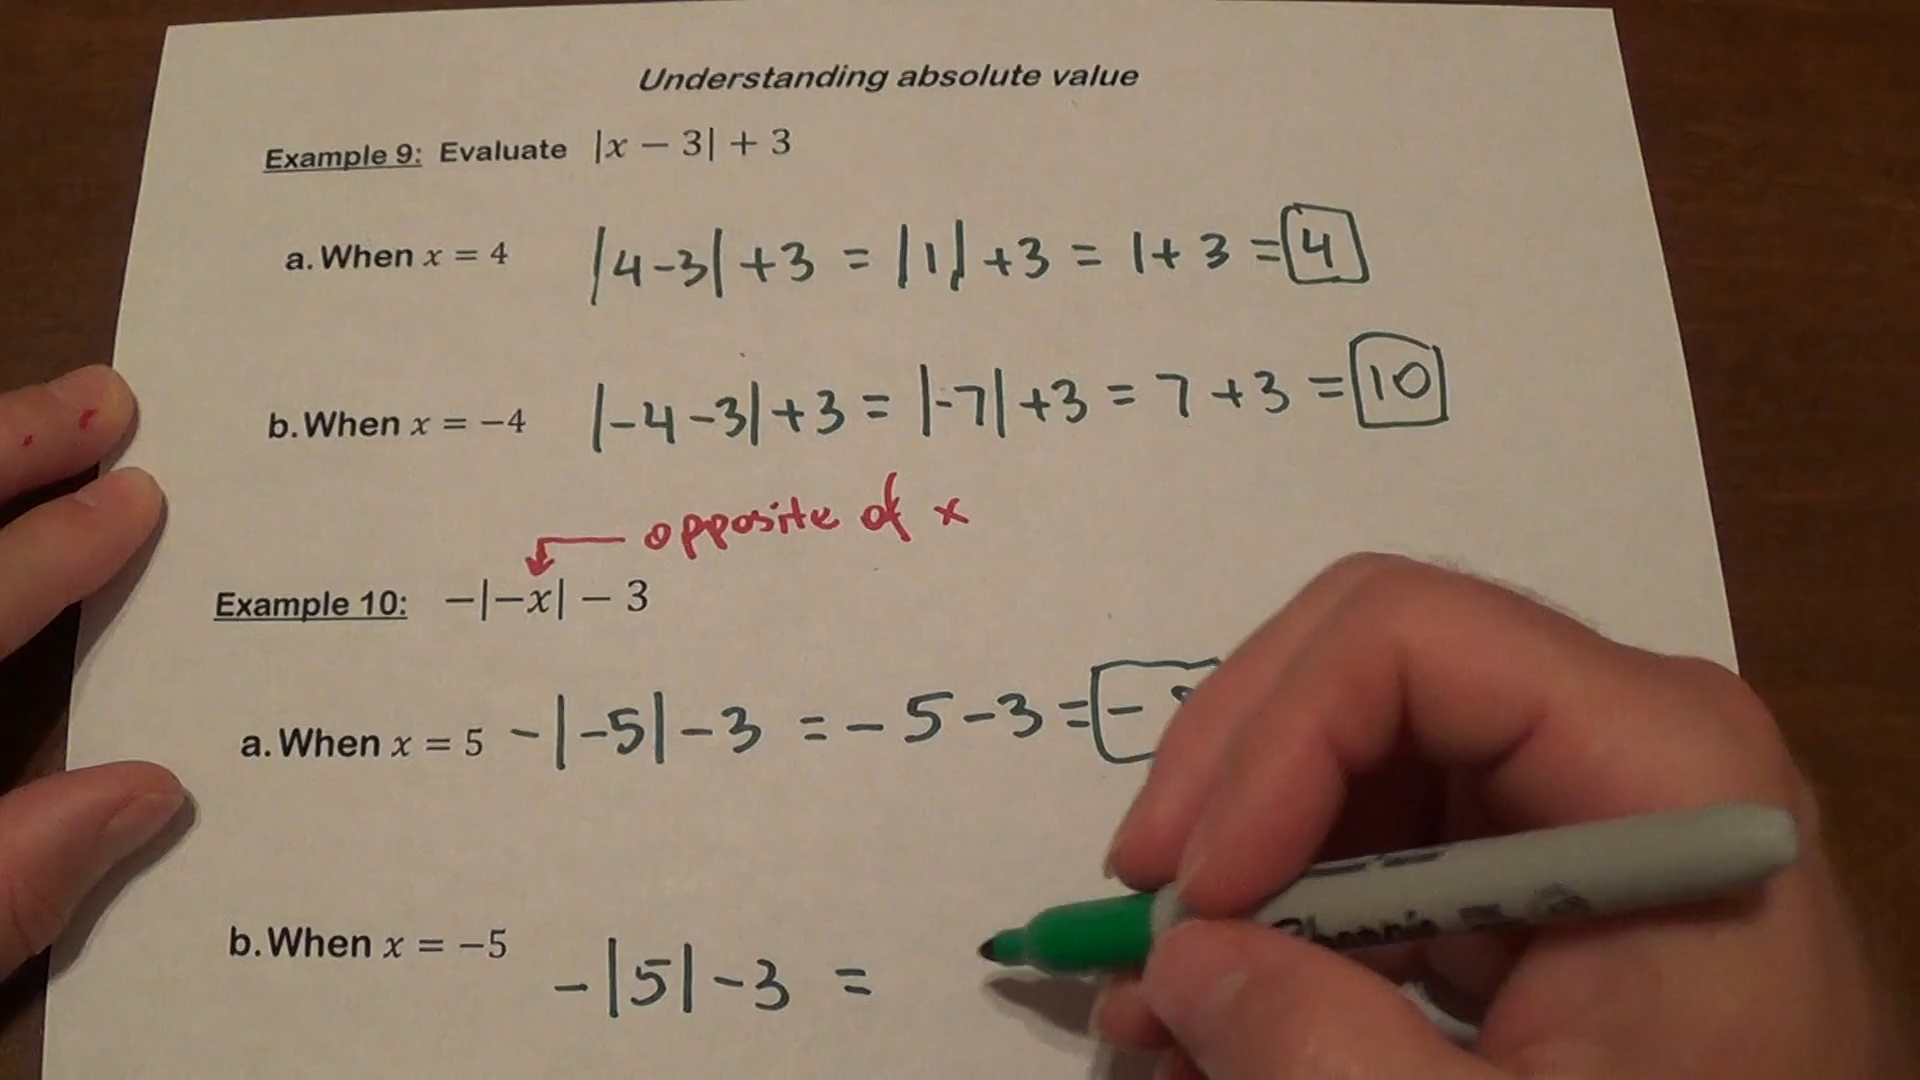 Understanding absolute value
Example 9: Evaluate |x − 3| + 3
a. When x = 4 |4-3| +3 = |1| +3 = 1+ 3 = 4
b. When x = −4 |-4-3| +3 = |-7| +3 = 7 +3 = 10
opposite of x
Example 10: −|−x| − 3
a. When x = 5 -|-5| -3 = -5 -3 = -
b. When x = −5 -|5| -3 =